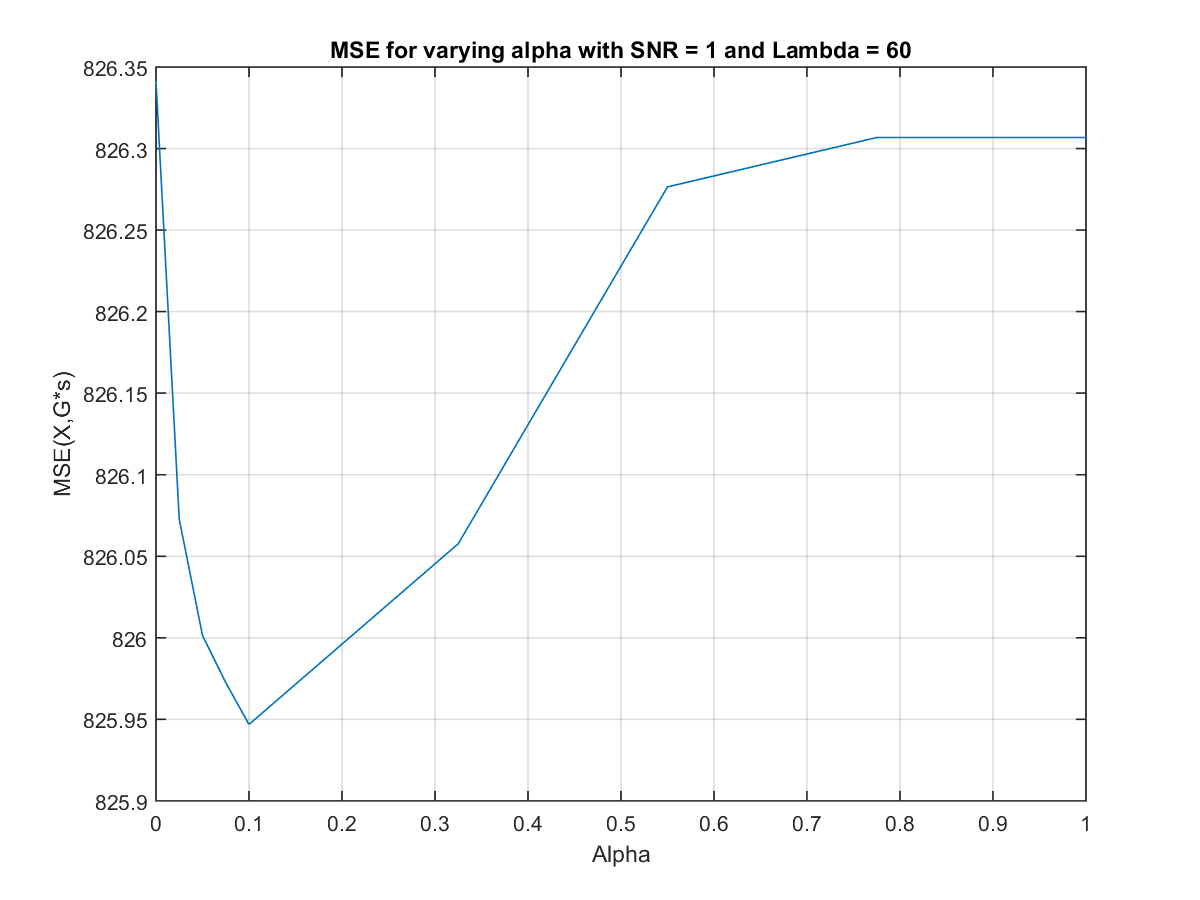 MSE for varying alpha with SNR = 1 and Lambda = 60
826.35
826.3
826.25
826.2
826.15
826.1
826.05
826
825.95
825.9
MSE(X,G*s)
0 0.1 0.2 0.3 0.4 0.5 0.6 0.7 0.8 0.9 1
Alpha